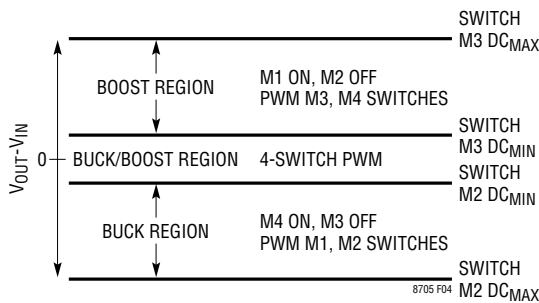 SWITCH
M3 DCMAX
BOOST REGION
M1 ON, M2 OFF
PWM M3, M4 SWITCHES
SWITCH
M3 DCMIN
VOUT-VIN
0
BUCK/BOOST REGION
4-SWITCH PWM
SWITCH
M2 DCMIN
BUCK REGION
M4 ON, M3 OFF
PWM M1, M2 SWITCHES
SWITCH
M2 DCMAX
8705 F04